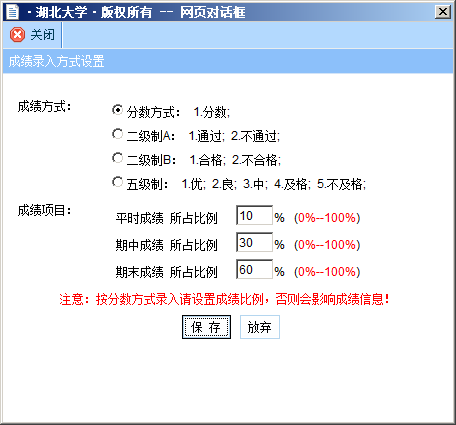 - 湖北大学 - 版权所有 -- 网页对话框
关闭
成绩录入方式设置
成绩方式：
分数方式： 1.分数;
二级制A： 1.通过; 2.不通过;
二级制B： 1.合格; 2.不合格;
五级制： 1.优; 2.良; 3.中; 4.及格; 5.不及格;
成绩项目：
平时成绩 所占比例 10 % (0%--100%)
期中成绩 所占比例 30 % (0%--100%)
期末成绩 所占比例 60 % (0%--100%)
注意：按分数方式录入请设置成绩比例，否则会影响成绩信息！
保 存 放弃